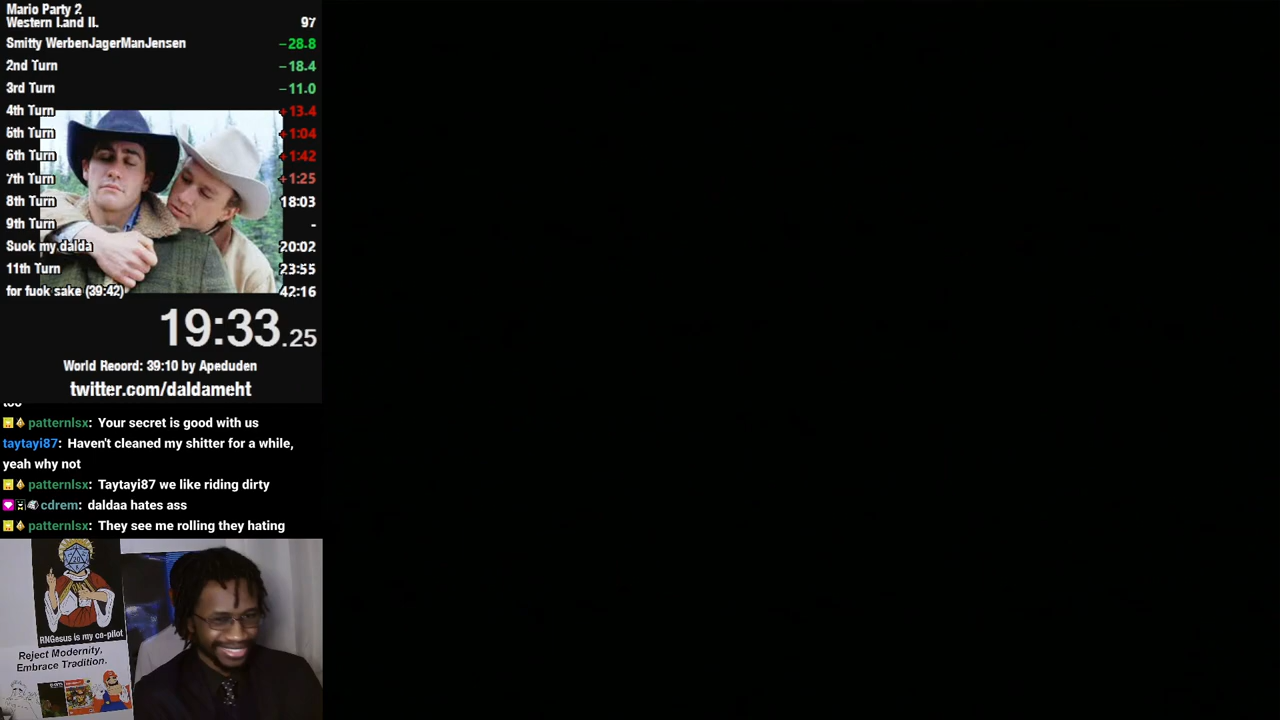 Mario Party 2
Western Land II. 97
Smitty WerbenJagerManJensen -28.8
2nd Turn -18.4
3rd Turn -11.0
4th Turn +13.4
5th Turn +1:04
6th Turn +1:42
7th Turn +1:25
8th Turn 18:03
9th Turn -
Suok my dalda 20:02
11th Turn 23:55
for fuok sake (39:42) 42:16
19:33.25
World Reoord: 39:10 by Apeduden
twitter.com/daldameht
patternlsx: Your secret is good with us
taytayi87: Haven't cleaned my shitter for a while,
yeah why not
patternlsx: Taytayi87 we like riding dirty
cdrem: daldaa hates ass
patternlsx: They see me rolling they hating
RNGesus is my co-pilot
Reject Modernity,
Embrace Tradition.